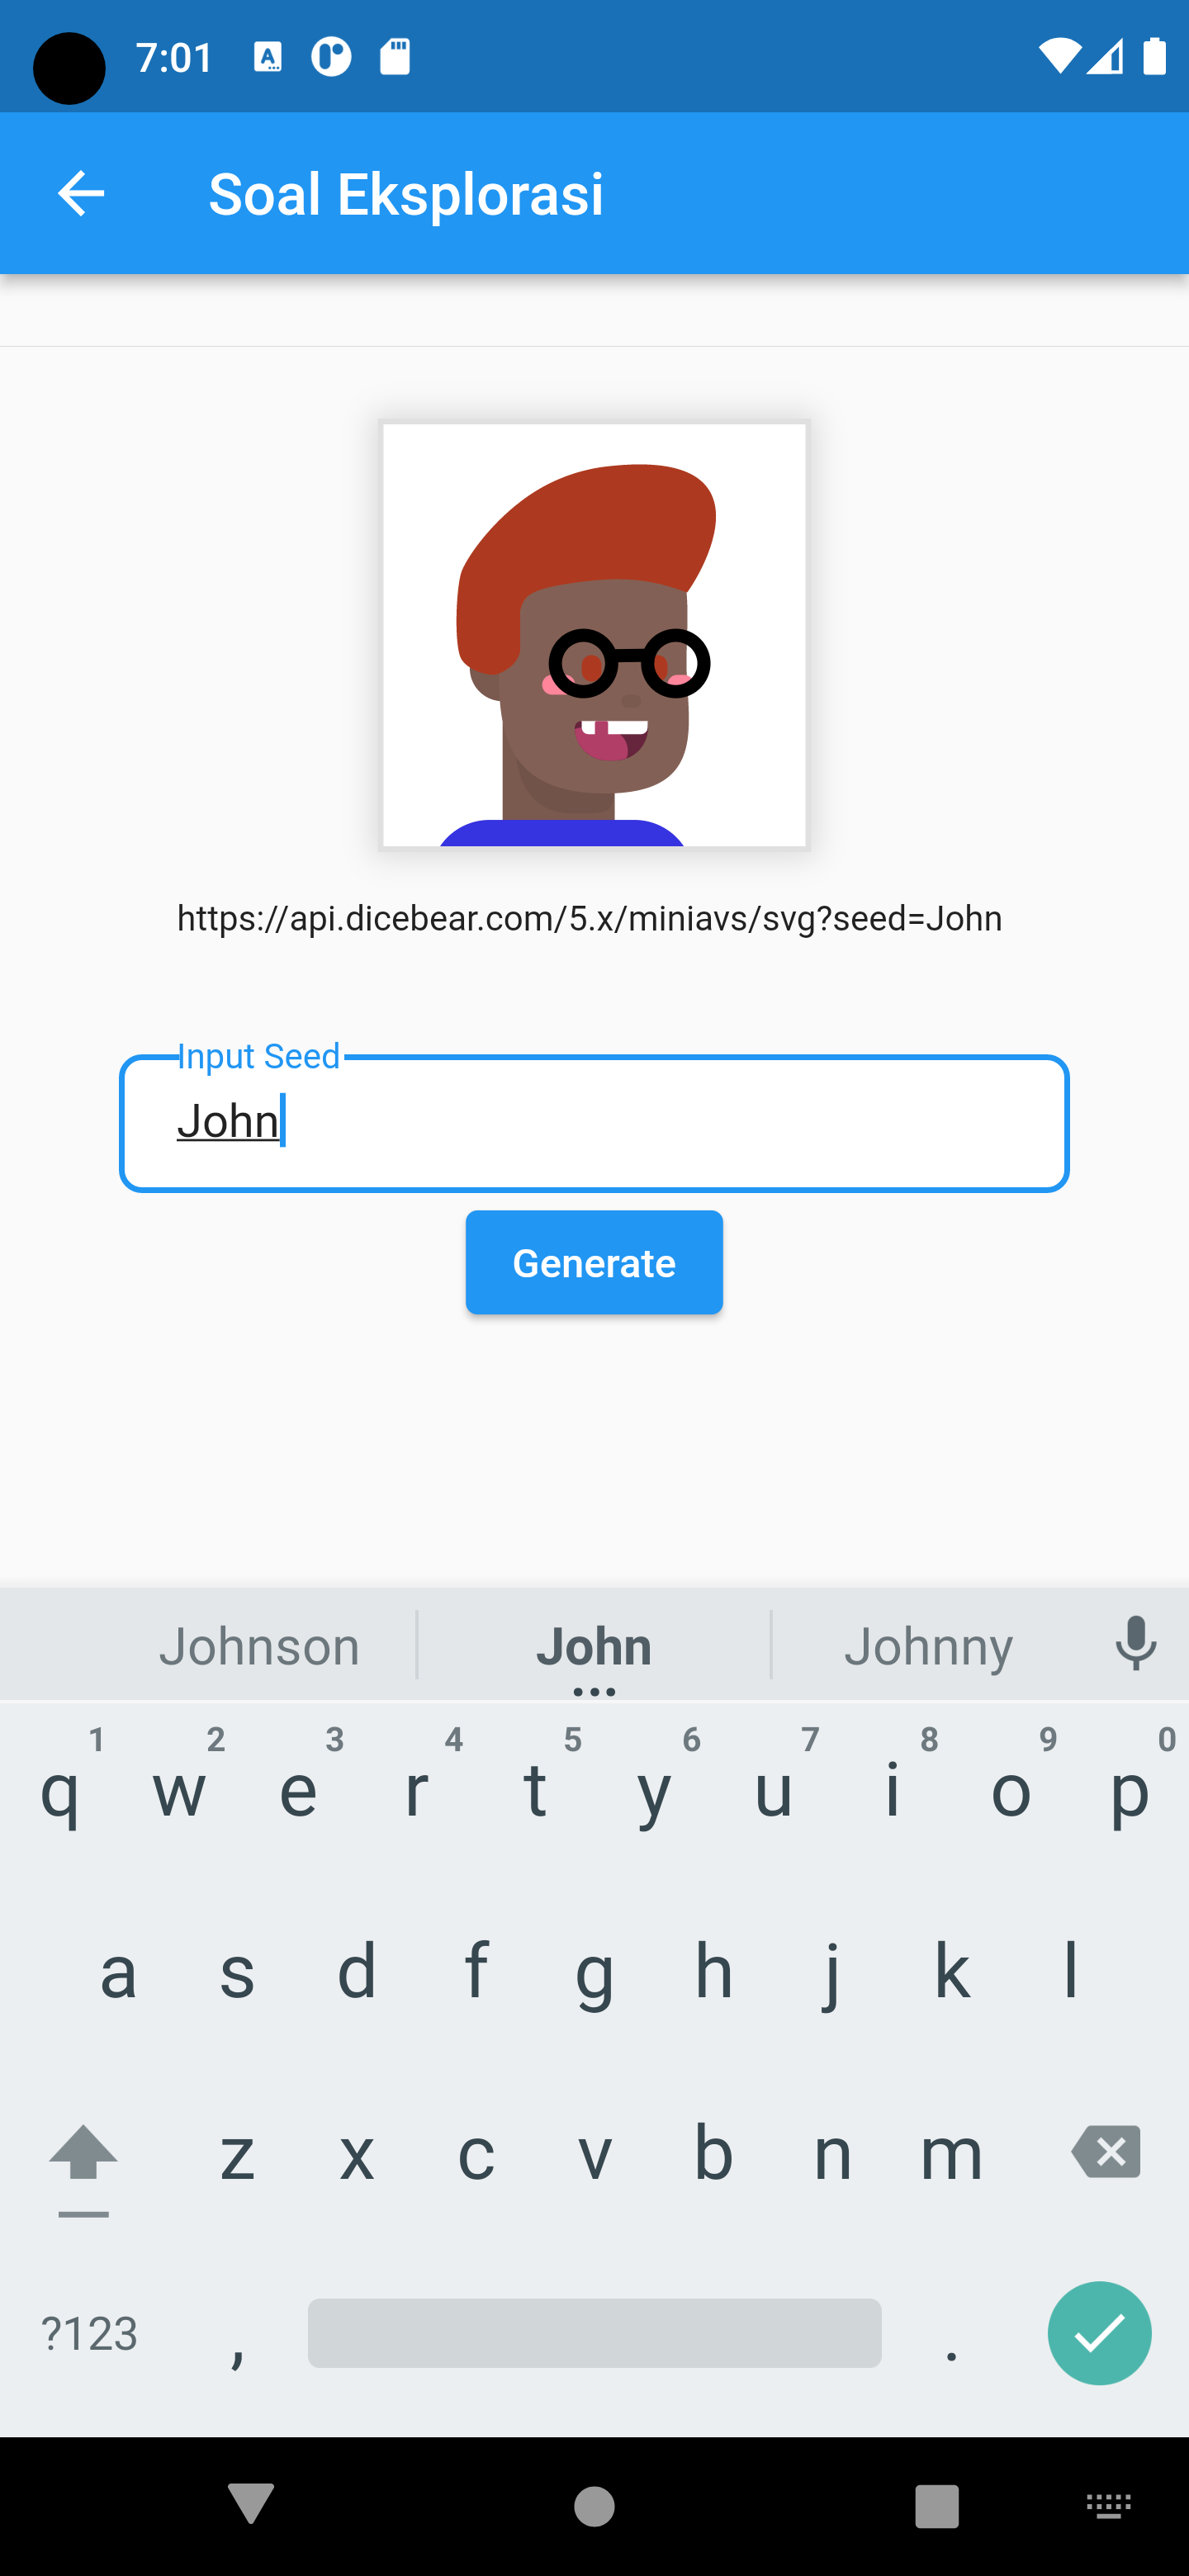 7:01
Soal Eksplorasi
https://api.dicebear.com/5.x/miniavs/svg?seed=John
Input Seed
John
Generate
Johnson John Johnny
1 2 3 4 5 6 7 8 9 0
q w e r t y u i o p
a s d f g h j k l
z x c v b n m
?123 , .